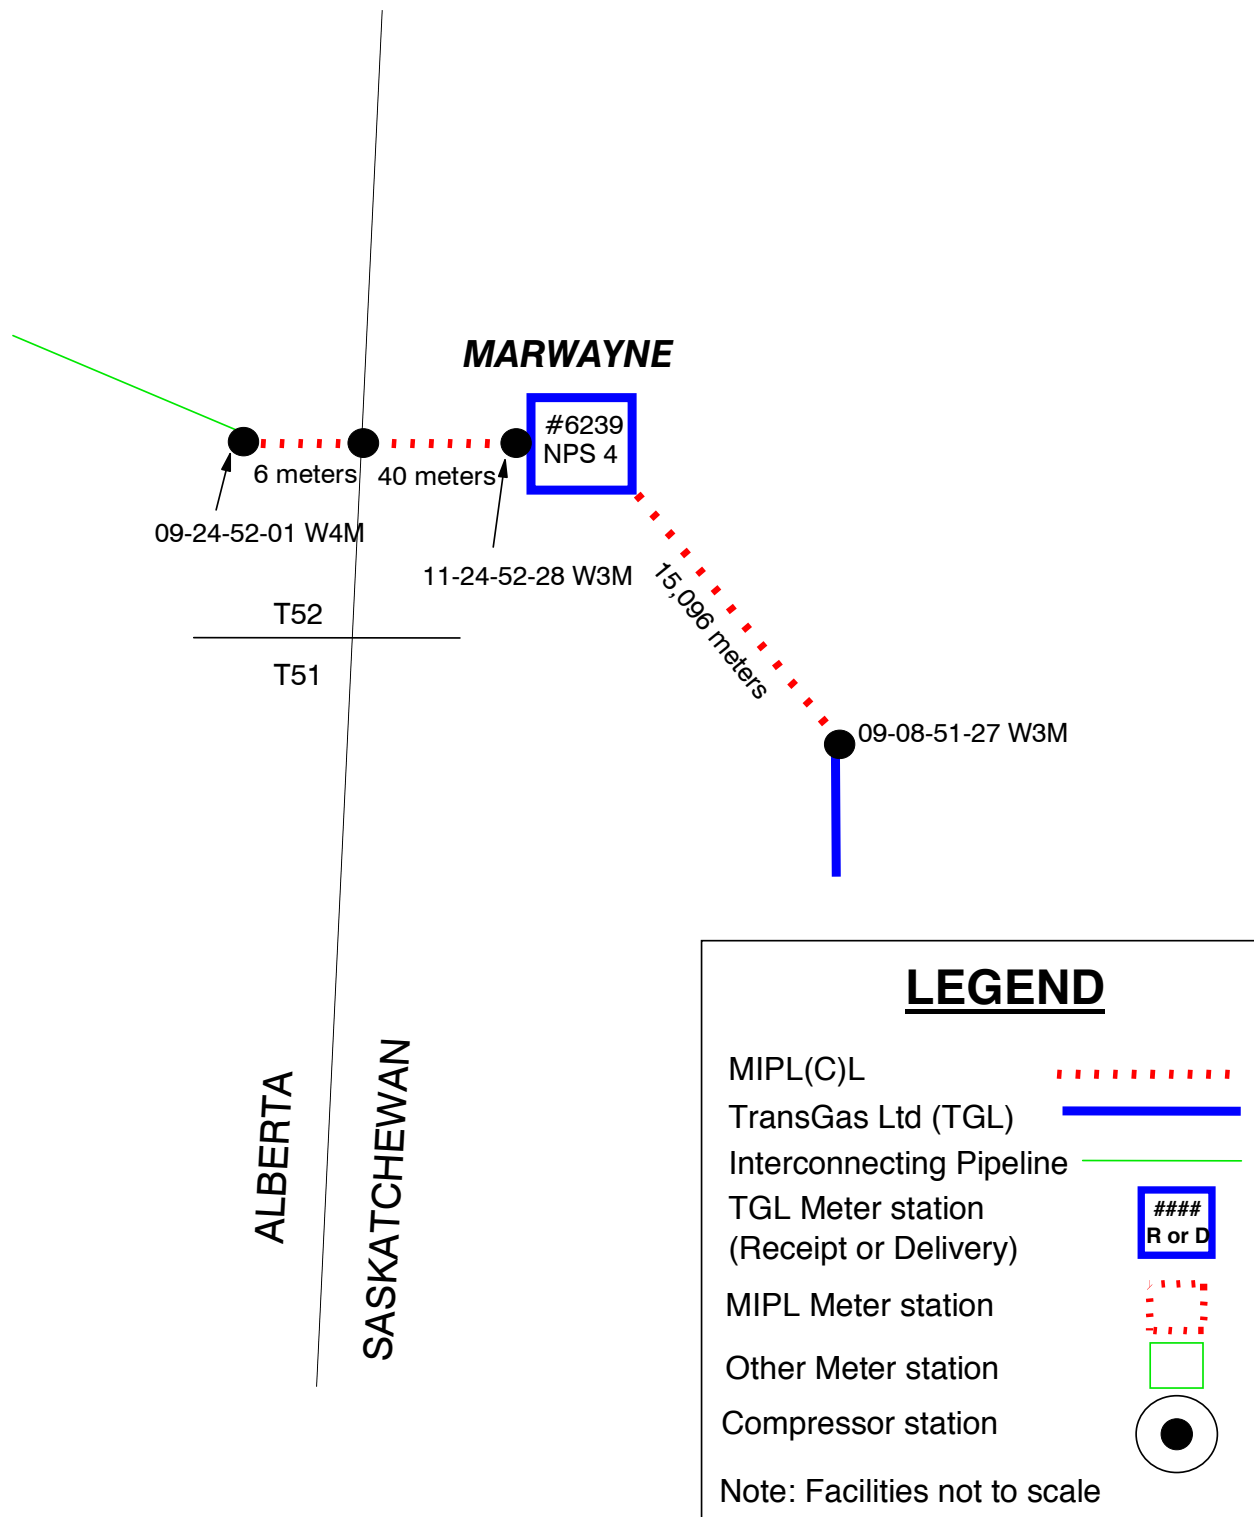 MARWAYNE
#6239
NPS 4
6 meters
40 meters
09-24-52-01 W4M
11-24-52-28 W3M
15,096 meters
T52
T51
09-08-51-27 W3M
ALBERTA
SASKATCHEWAN
LEGEND
MIPL(C)L
TransGas Ltd (TGL)
Interconnecting Pipeline
TGL Meter station
(Receipt or Delivery)
####
R or D
MIPL Meter station
Other Meter station
Compressor station
Note: Facilities not to scale